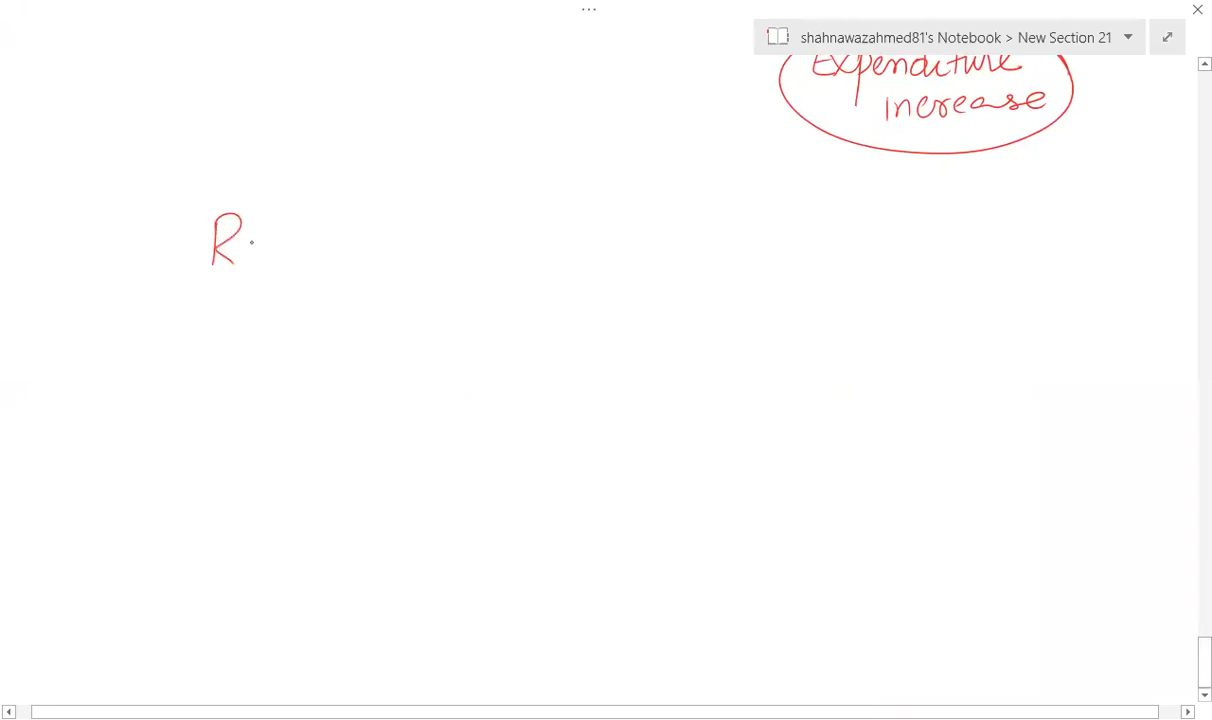 ...
shahnawazahmed81's Notebook > New Section 21
Expenditure
increase
R